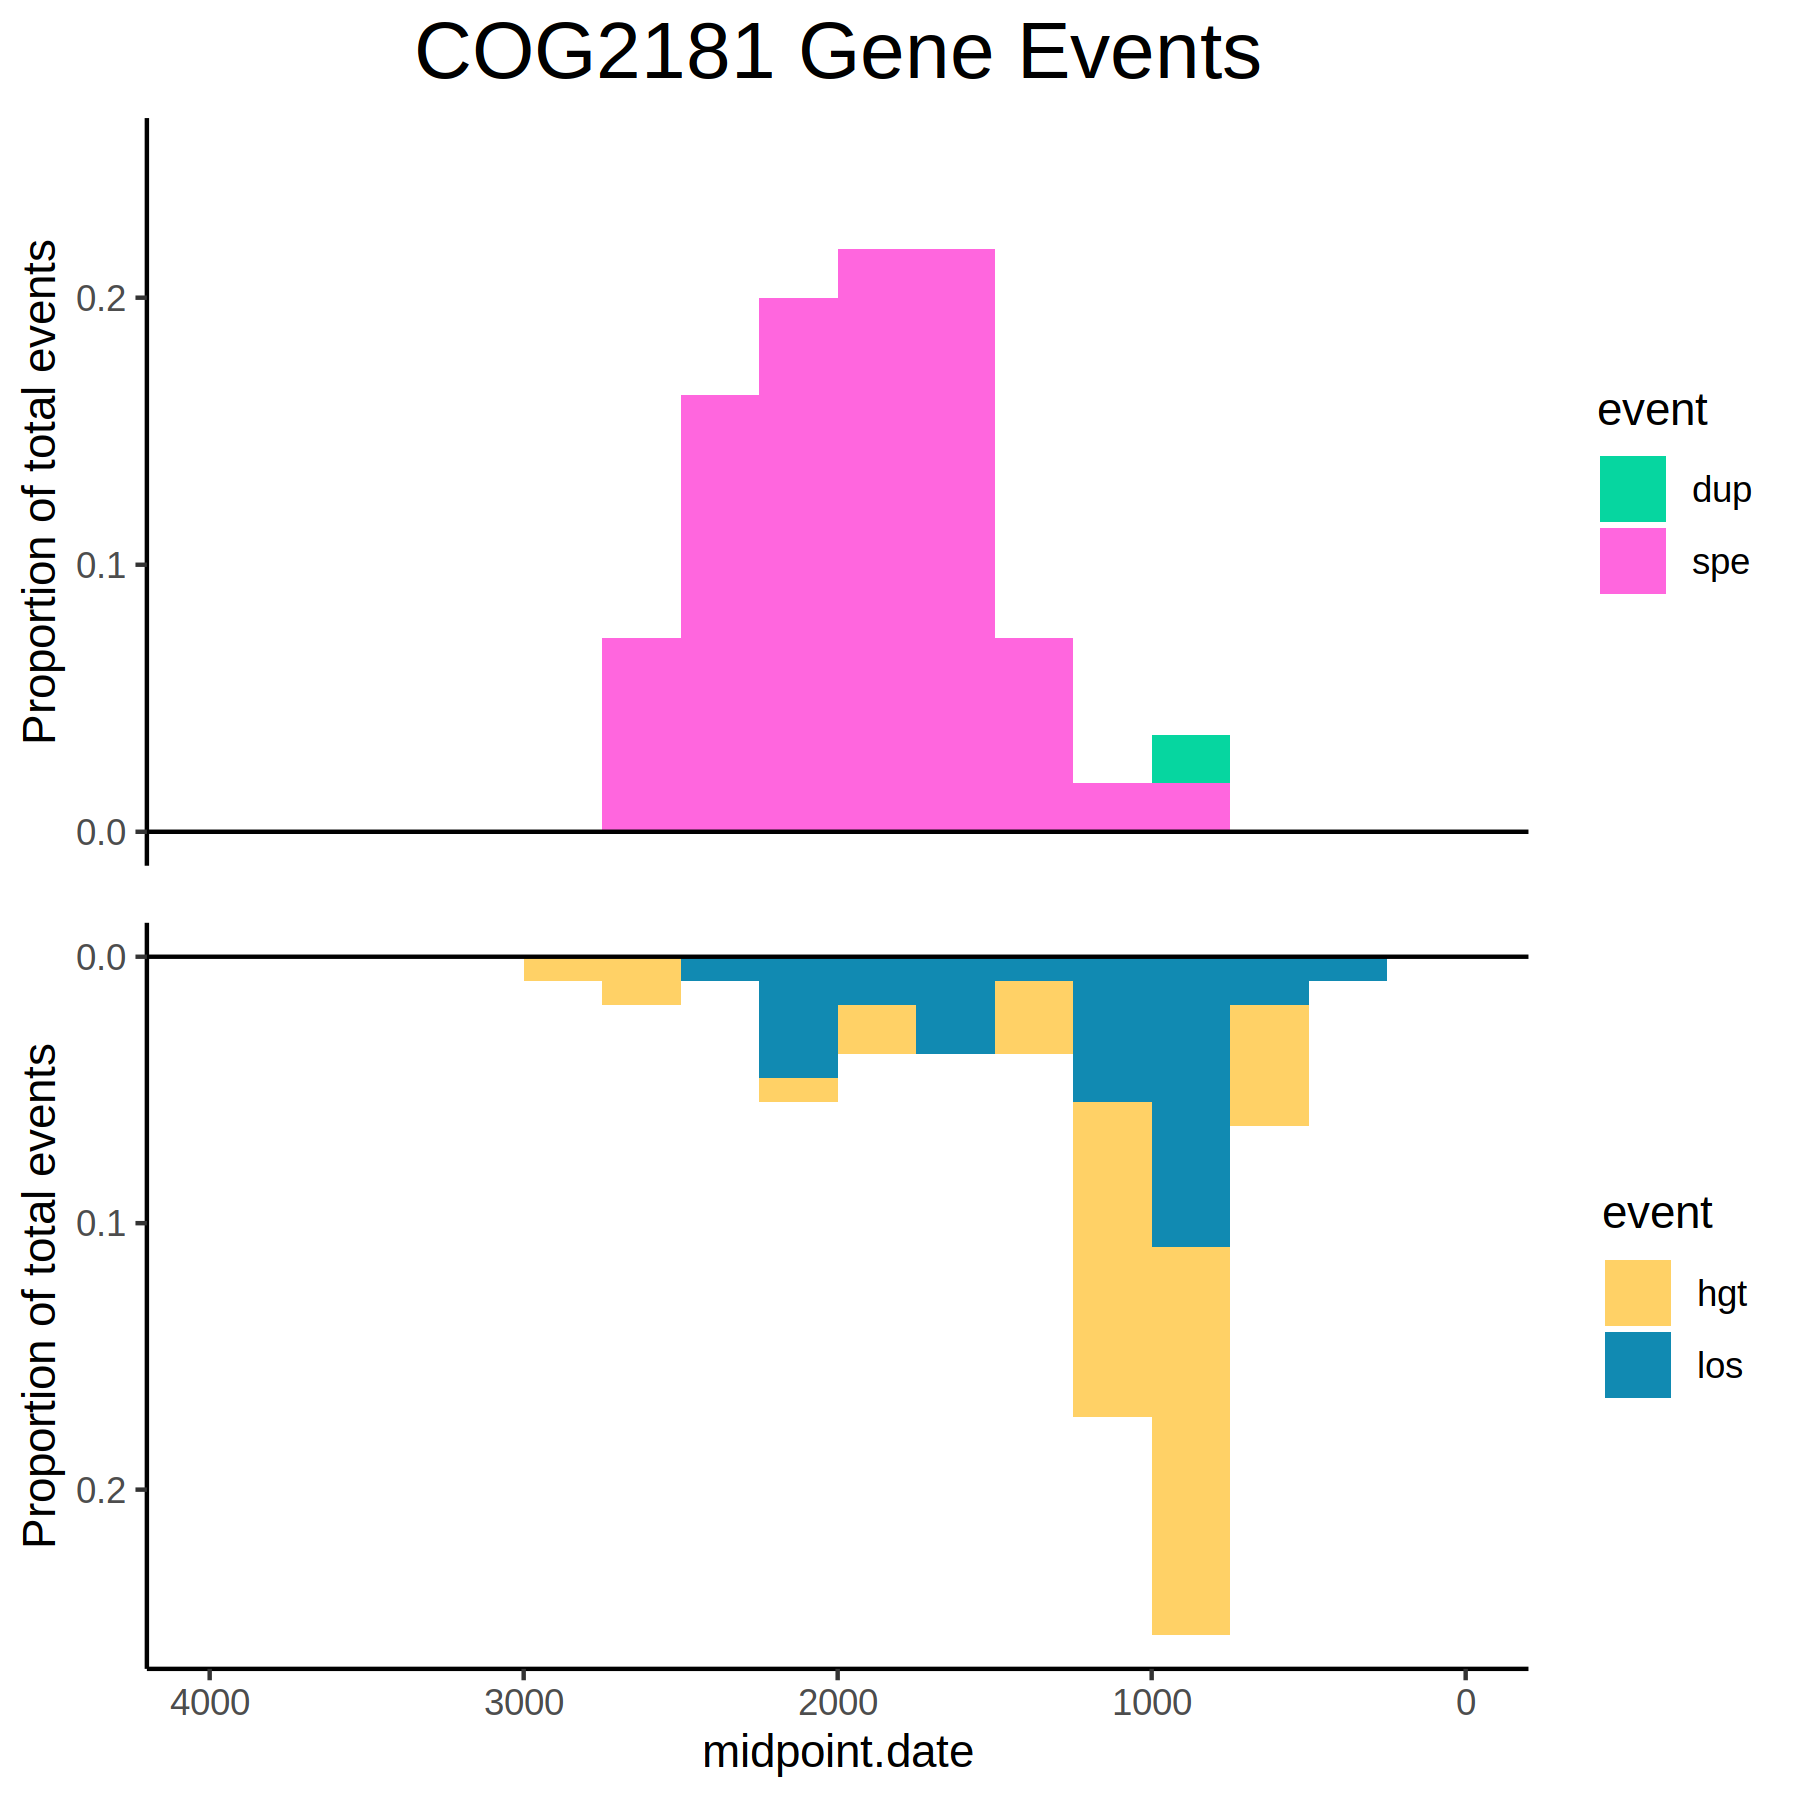 COG2181 Gene Events
Proportion of total events
0.2
0.1
0.0
event
dup
spe
Proportion of total events
0.0
0.1
0.2
event
hgt
los
4000 3000 2000 1000 0
midpoint.date